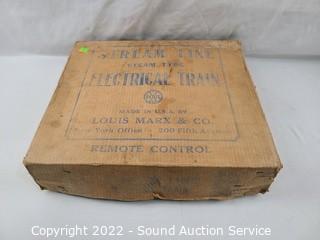 STREAM LINE
STEAM TYPE
ELECTRICAL TRAIN
MADE IN U.S.A. BY
LOUIS MARX & CO.
New York Office - 200 Fifth
REMOTE CONTROL
Copyright 2022 - Sound Auction Service